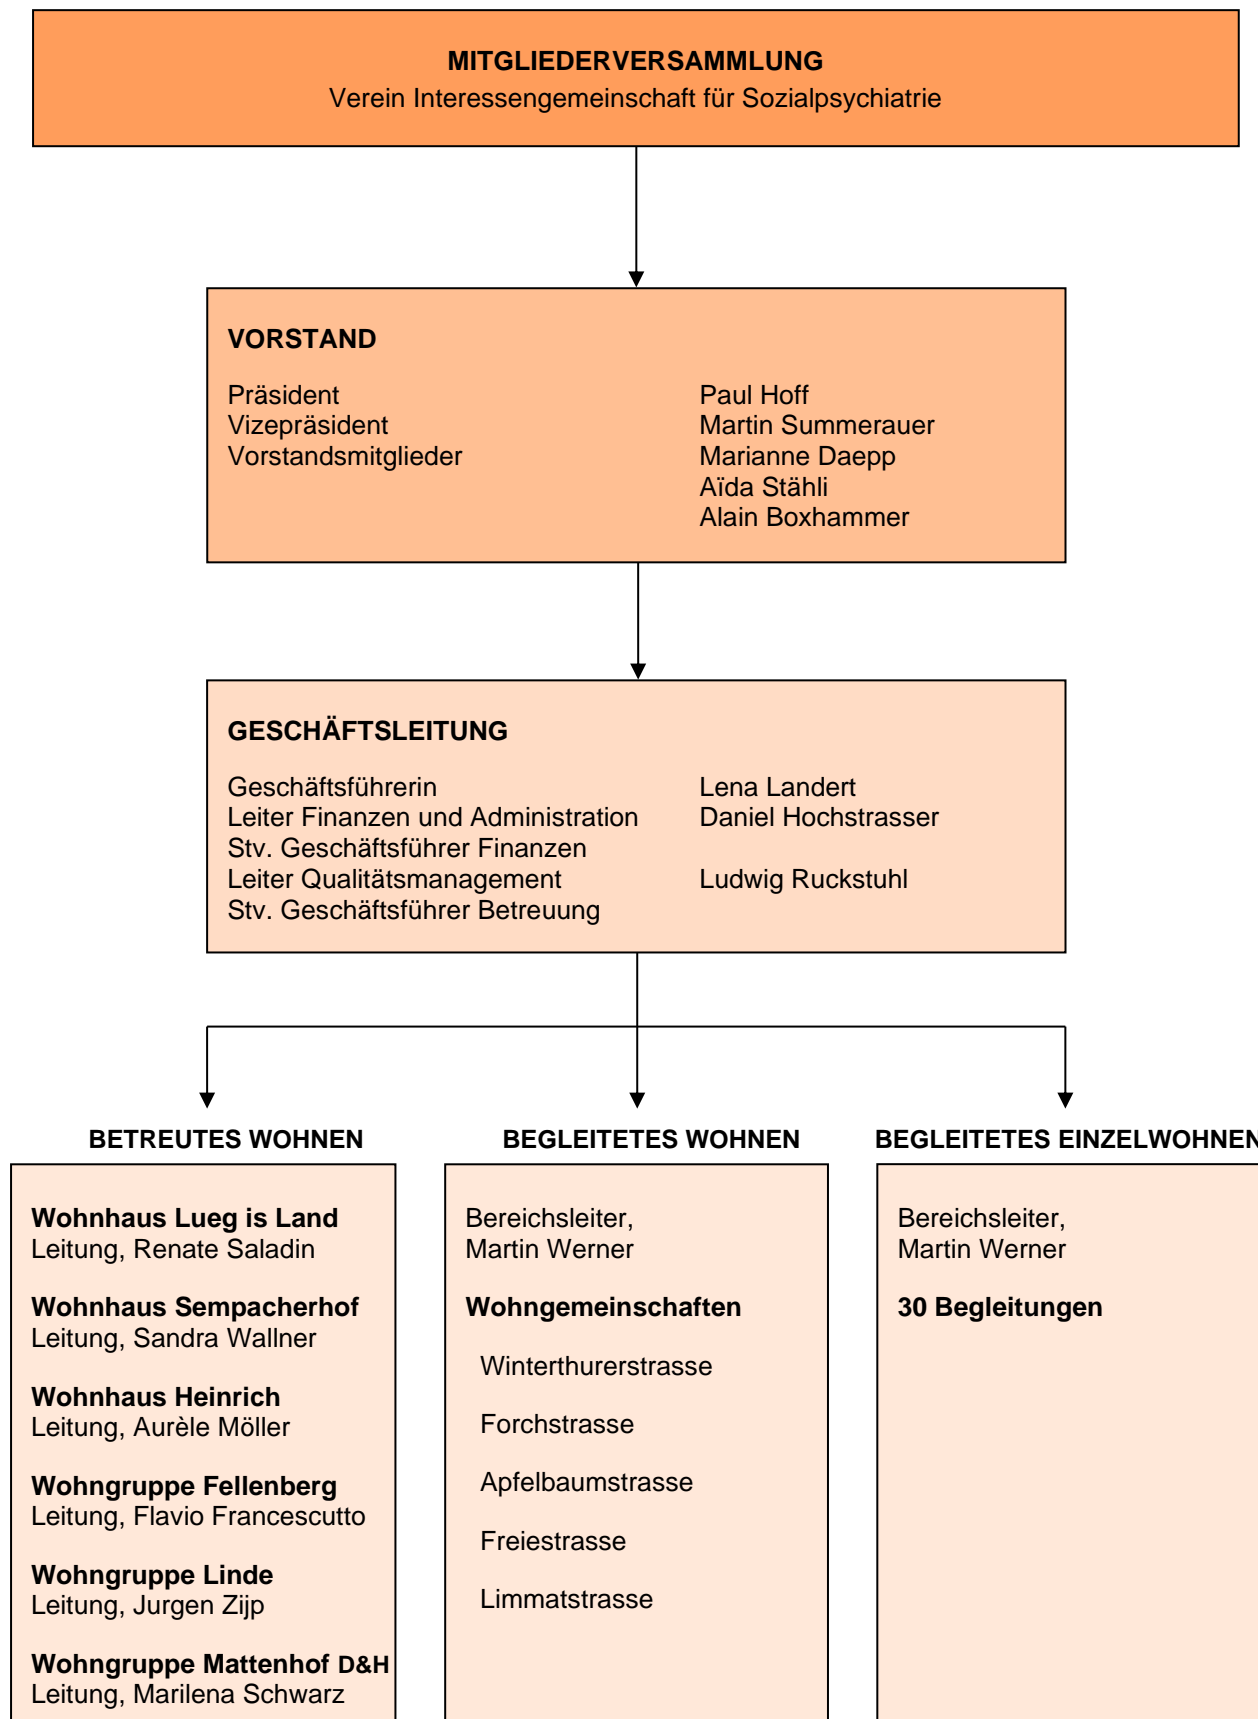 MITGLIEDERVERSAMMLUNG
Verein Interessengemeinschaft für Sozialpsychiatrie
VORSTAND
Präsident Paul Hoff
Vizepräsident Martin Summerauer
Vorstandsmitglieder Marianne Daepp
Aïda Stähli
Alain Boxhammer
GESCHÄFTSLEITUNG
Geschäftsführerin Lena Landert
Leiter Finanzen und Administration Daniel Hochstrasser
Stv. Geschäftsführer Finanzen
Leiter Qualitätsmanagement Ludwig Ruckstuhl
Stv. Geschäftsführer Betreuung
BETREUTES WOHNEN
Wohnhaus Lueg is Land
Leitung, Renate Saladin
Wohnhaus Sempacherhof
Leitung, Sandra Wallner
Wohnhaus Heinrich
Leitung, Aurèle Möller
Wohngruppe Fellenberg
Leitung, Flavio Francescutto
Wohngruppe Linde
Leitung, Jurgen Zijp
Wohngruppe Mattenhof D&H
Leitung, Marilena Schwarz
BEGLEITETES WOHNEN
Bereichsleiter,
Martin Werner
Wohngemeinschaften
Winterthurerstrasse
Forchstrasse
Apfelbaumstrasse
Freiestrasse
Limmatstrasse
BEGLEITETES EINZELWOHNEN
Bereichsleiter,
Martin Werner
30 Begleitungen